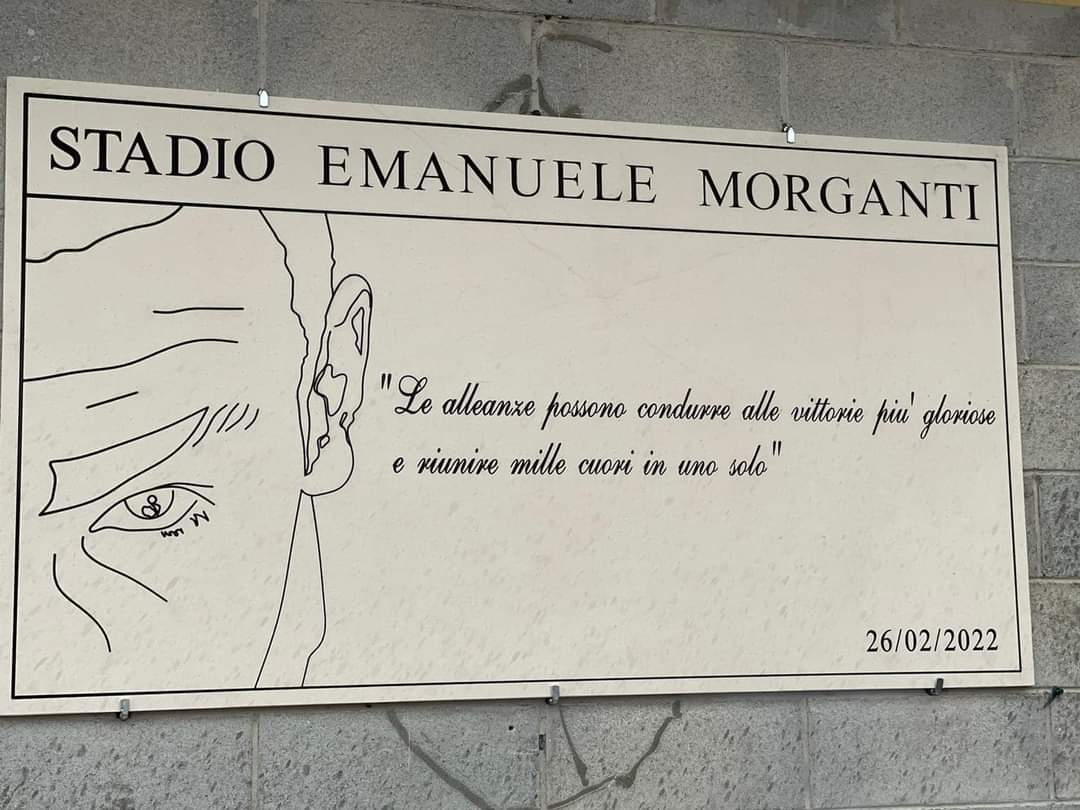 STADIO EMANUELE MORGANTI
"Le alleanze possono condurre alle vittorie piu' gloriose
e riunire mille cuori in uno solo"
26/02/2022